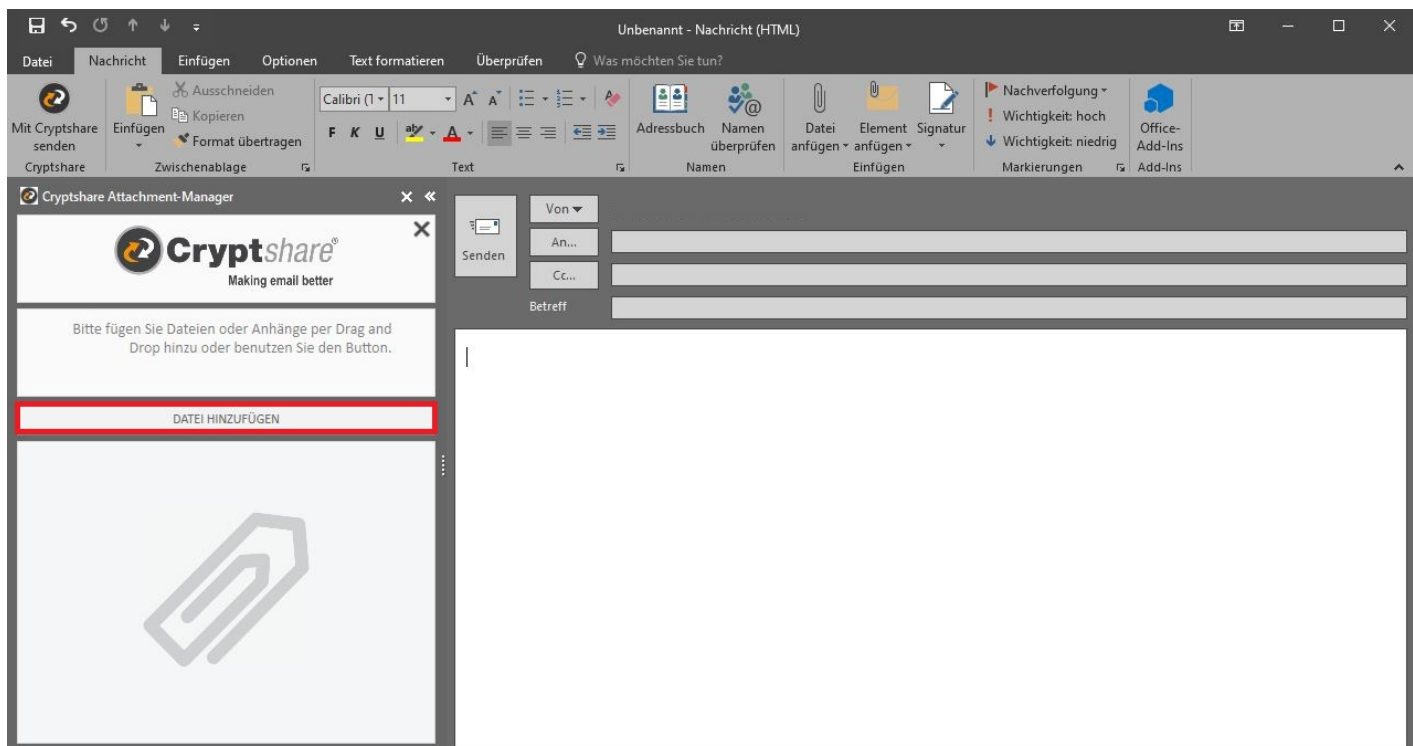 Unbenannt - Nachricht (HTML)
Datei Nachricht Einfügen Optionen Text formatieren Überprüfen Was möchten Sie tun?
Mit Cryptshare senden
Cryptshare
Einfügen
Ausschneiden
Kopieren
Format übertragen
Zwischenablage
Calibri (T 11
F K U
Text
Adressbuch
Namen überprüfen
Namen
Datei anfügen
Element anfügen
Signatur
Einfügen
Nachverfolgung
Wichtigkeit: hoch
Wichtigkeit: niedrig
Markierungen
Office-Add-Ins
Add-Ins
Cryptshare Attachment-Manager
Cryptshare®
Making email better
Bitte fügen Sie Dateien oder Anhänge per Drag and
Drop hinzu oder benutzen Sie den Button.
DATEI HINZUFÜGEN
Senden
Von
An...
Cc...
Betreff